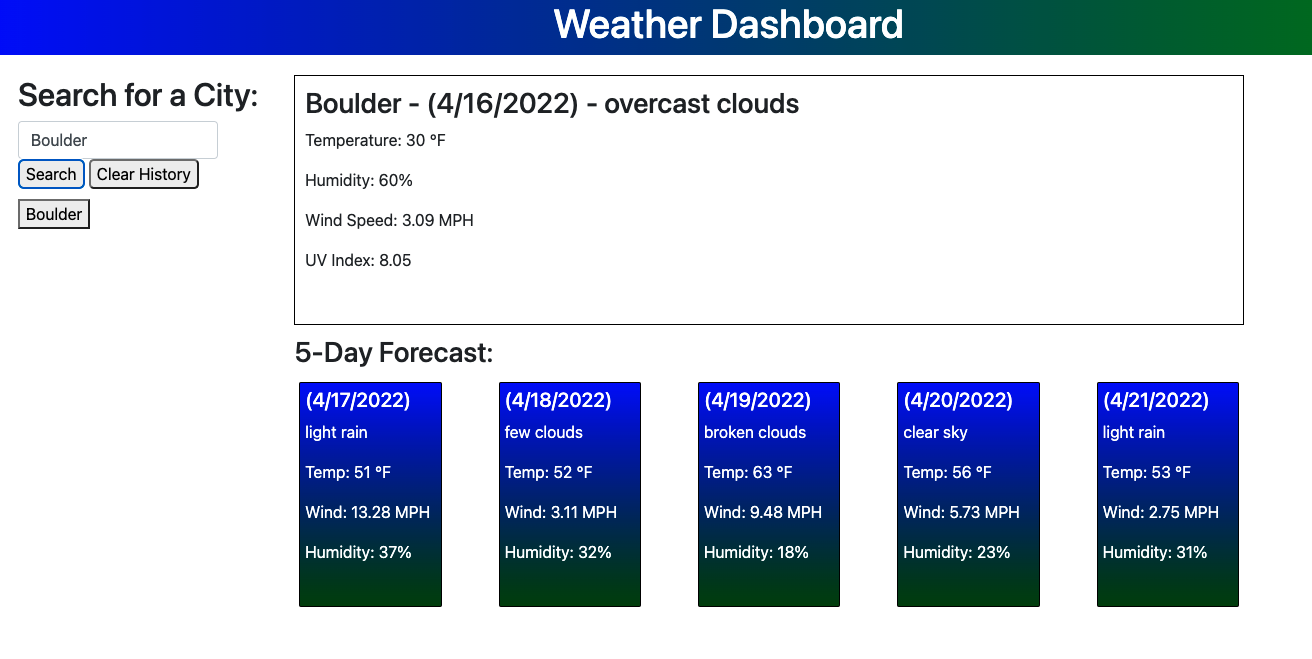 Weather Dashboard
Search for a City:
Boulder
Search Clear History
Boulder
Boulder - (4/16/2022) - overcast clouds
Temperature: 30 °F
Humidity: 60%
Wind Speed: 3.09 MPH
UV Index: 8.05
5-Day Forecast:
(4/17/2022)
light rain
Temp: 51 °F
Wind: 13.28 MPH
Humidity: 37%
(4/18/2022)
few clouds
Temp: 52 °F
Wind: 3.11 MPH
Humidity: 32%
(4/19/2022)
broken clouds
Temp: 63 °F
Wind: 9.48 MPH
Humidity: 18%
(4/20/2022)
clear sky
Temp: 56 °F
Wind: 5.73 MPH
Humidity: 23%
(4/21/2022)
light rain
Temp: 53 °F
Wind: 2.75 MPH
Humidity: 31%